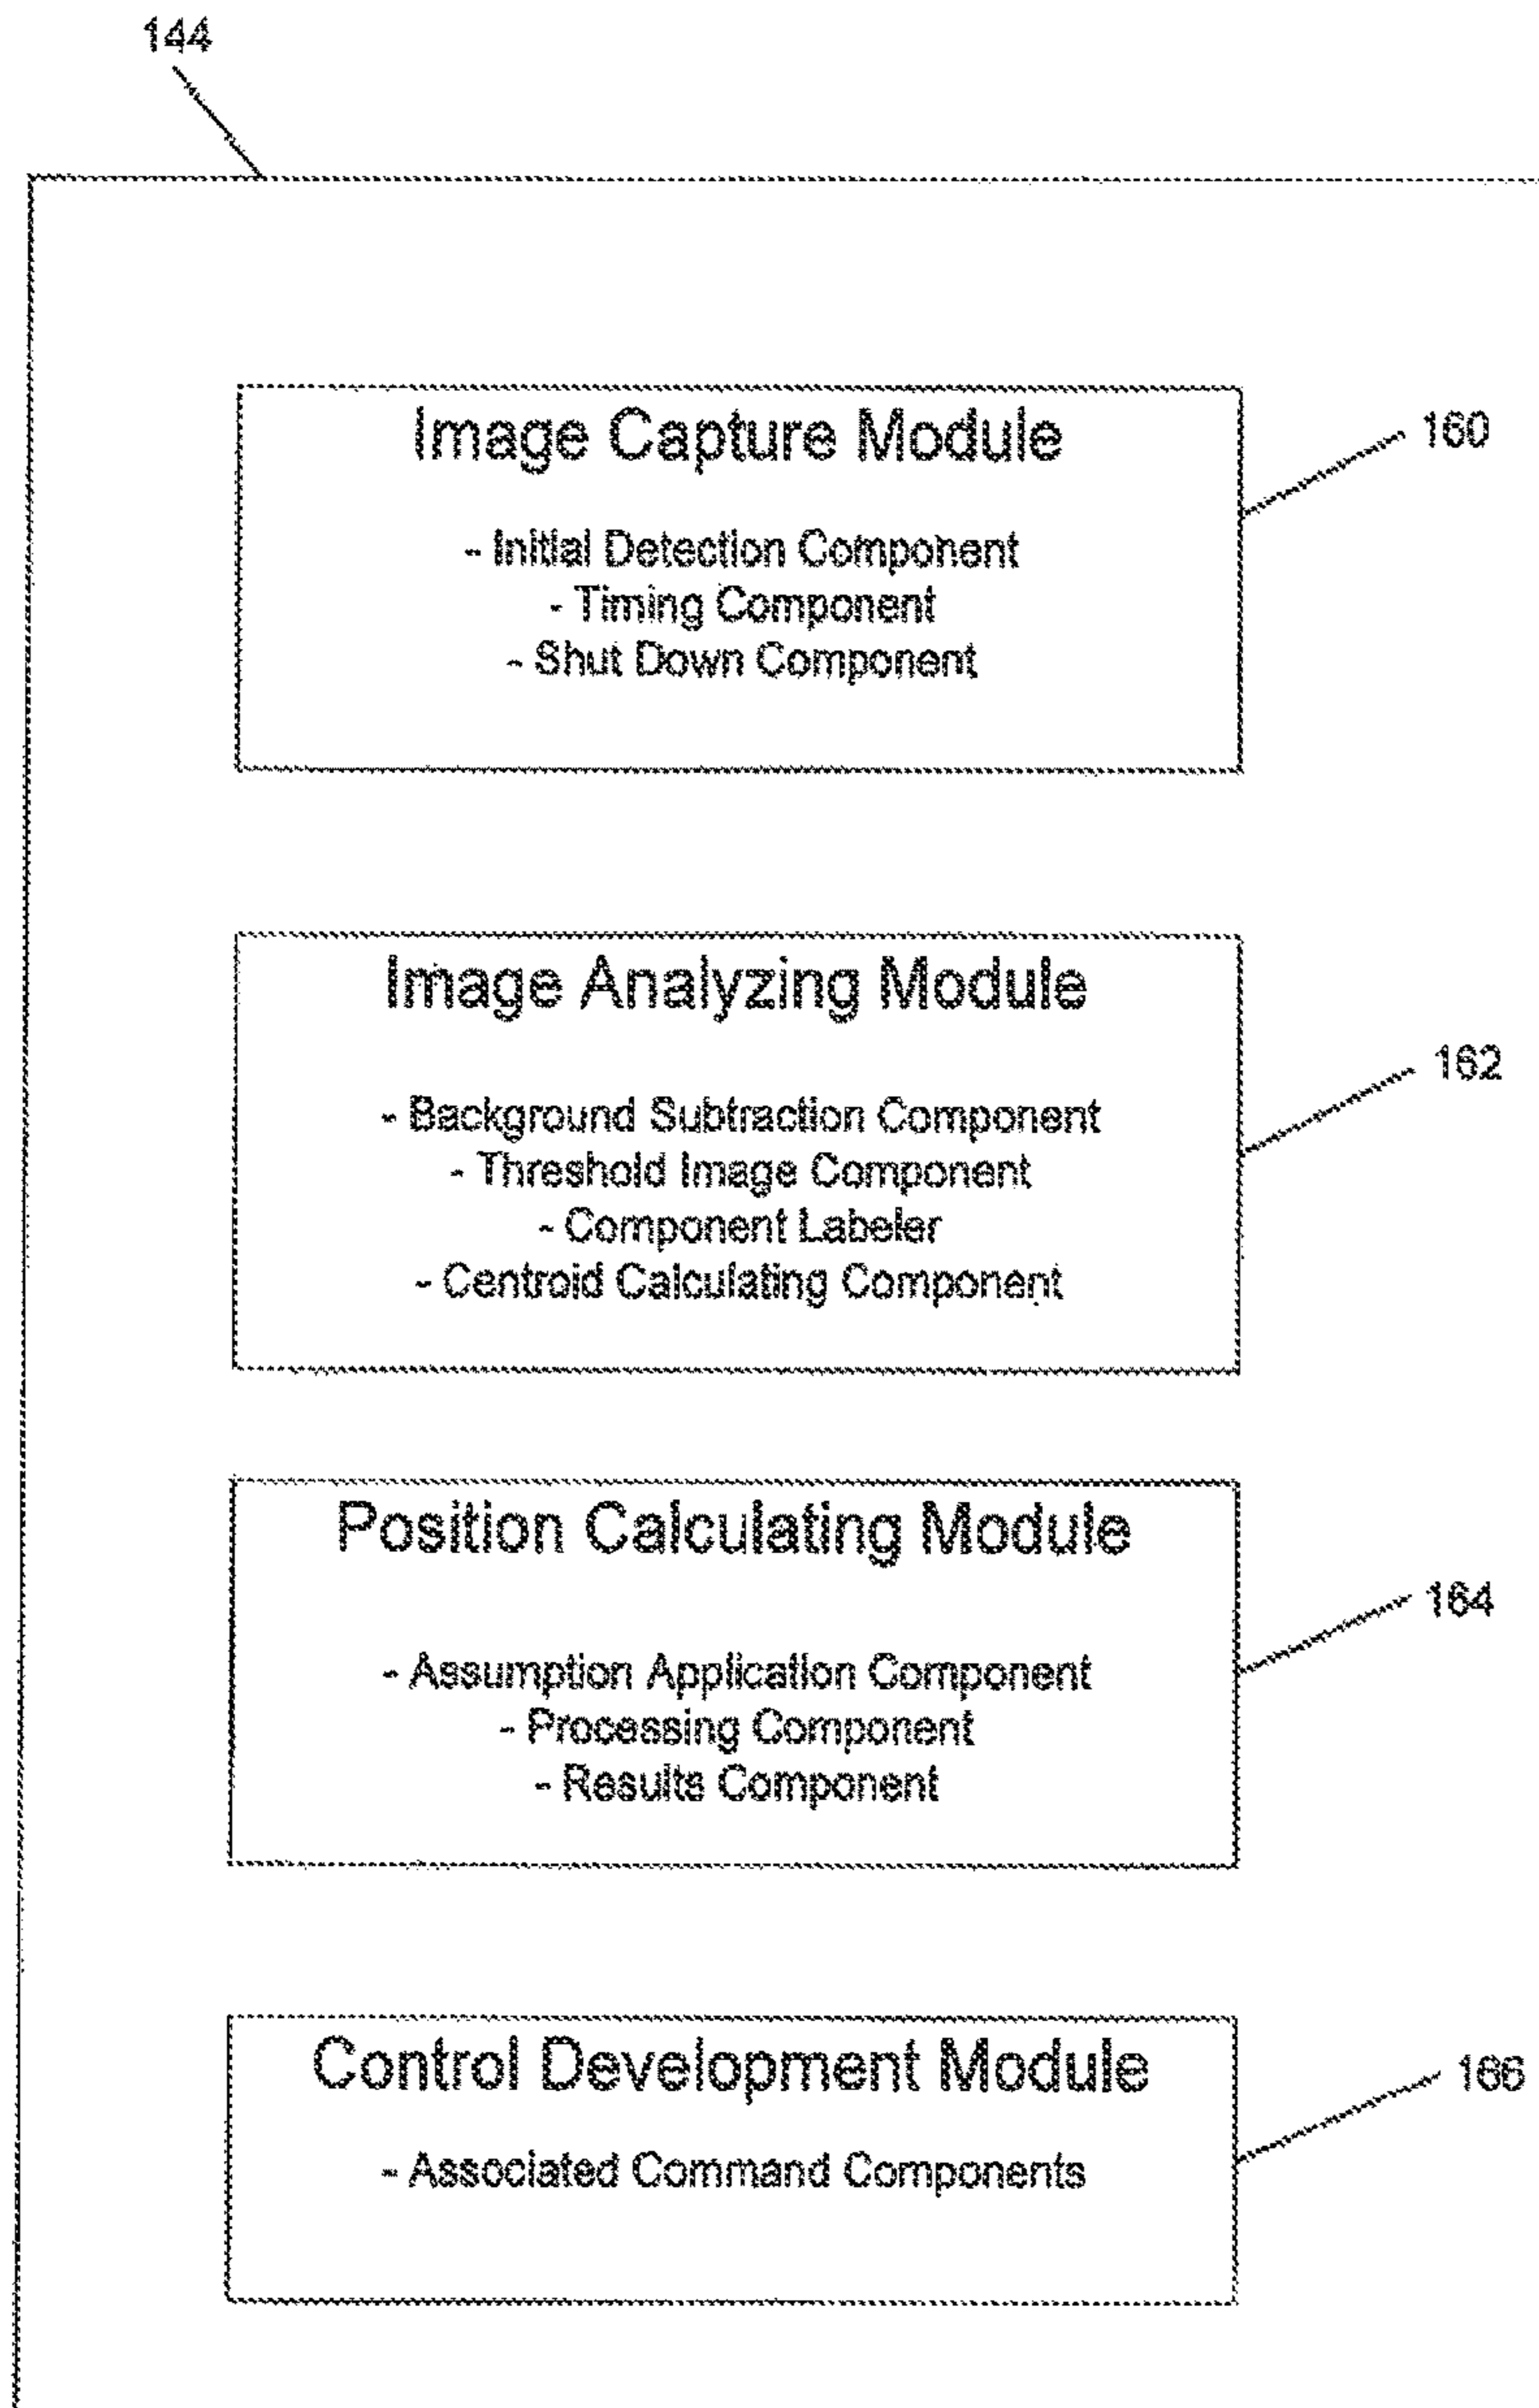 144
Image Capture Module
160
- Initial Detection Component
- Timing Component
- Shut Down Component
Image Analyzing Module
162
- Background Subtraction Component
- Threshold Image Component
- Component Labeler
- Centroid Calculating Component
Position Calculating Module
164
- Assumption Application Component
- Processing Component
- Results Component
Control Development Module
166
- Associated Command Components